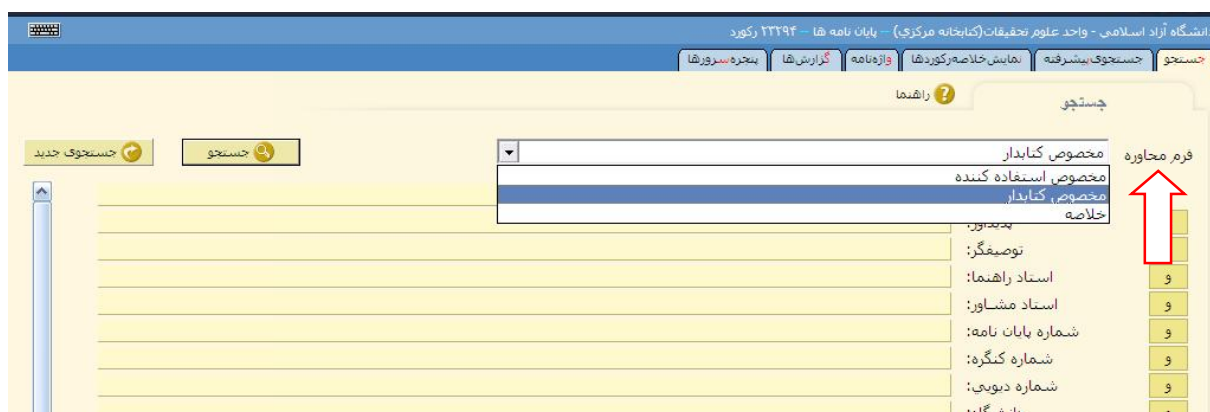 دانشگاه آزاد اسلامی - واحد علوم تحقیقات(کتابخانه مرکزی) -- پایان نامه ها -- ۲۳۲۹۴ رکورد
جستجو جستجوی‌پیشرفته نمایش‌خلاصه‌رکوردها واژه‌نامه گزارش‌ها پنجره‌سرورها
جستجو راهنما
فرم محاوره مخصوص کتابدار جستجو جستجوی جدید
مخصوص استفاده کننده
مخصوص کتابدار
خلاصه
پدیدآور:
توصیفگر:
و استاد راهنما:
و استاد مشاور:
و شماره پایان نامه:
و شماره کنگره:
و شماره دیویی: